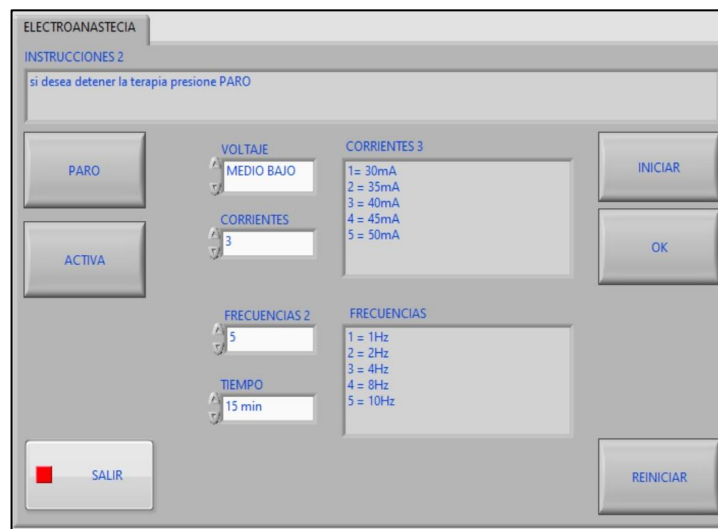 ELECTROANASTECIA
INSTRUCCIONES 2
si desea detener la terapia presione PARO
PARO
ACTIVA
VOLTAJE
MEDIO BAJO
CORRIENTES
3
CORRIENTES 3
1= 30mA
2 = 35mA
3 = 40mA
4 = 45mA
5 = 50mA
INICIAR
OK
FRECUENCIAS 2
5
TIEMPO
15 min
FRECUENCIAS
1 = 1Hz
2 = 2Hz
3 = 4Hz
4 = 8Hz
5 = 10Hz
SALIR
REINICIAR